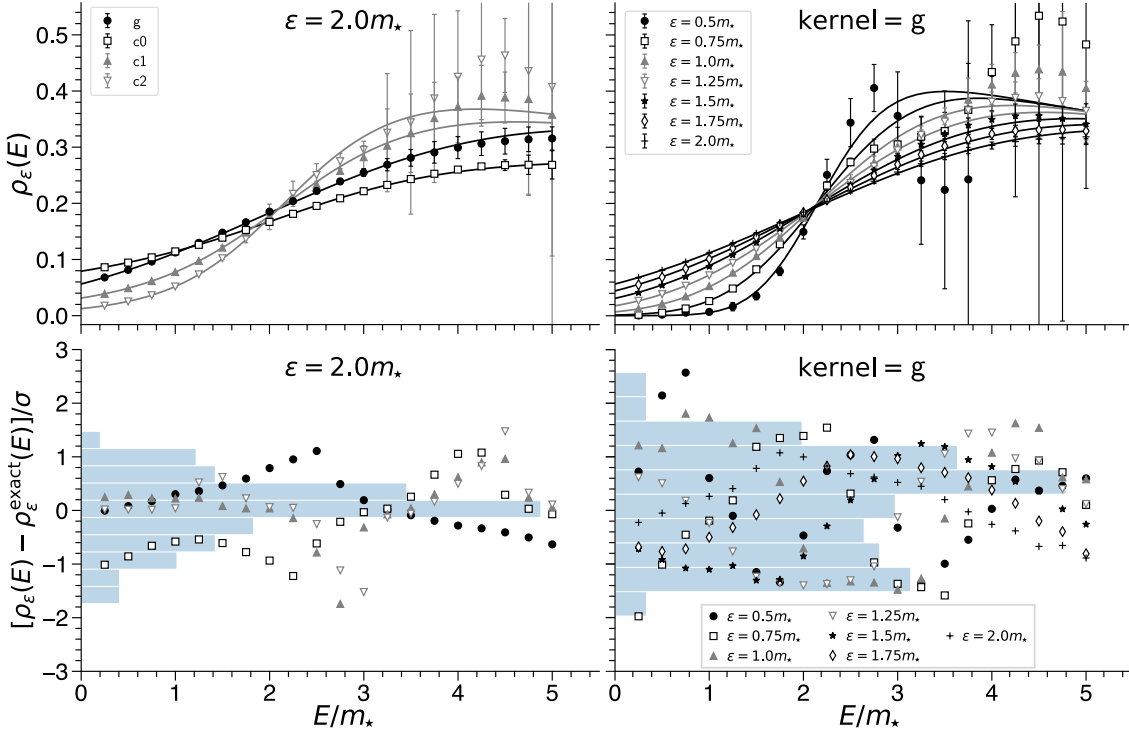 ε = 2.0m⋆
g
c0
c1
c2
ρε(E)
0.5
0.4
0.3
0.2
0.1
0.0
kernel = g
ε = 0.5m⋆
ε = 0.75m⋆
ε = 1.0m⋆
ε = 1.25m⋆
ε = 1.5m⋆
ε = 1.75m⋆
ε = 2.0m⋆
ε = 2.0m⋆
[ρε(E) − ρε^exact(E)]/σ
3
2
1
0
−1
−2
−3
0 1 2 3 4 5
E/m⋆
kernel = g
ε = 0.5m⋆ ε = 1.25m⋆
ε = 0.75m⋆ ε = 1.5m⋆ ε = 2.0m⋆
ε = 1.0m⋆ ε = 1.75m⋆
0 1 2 3 4 5
E/m⋆